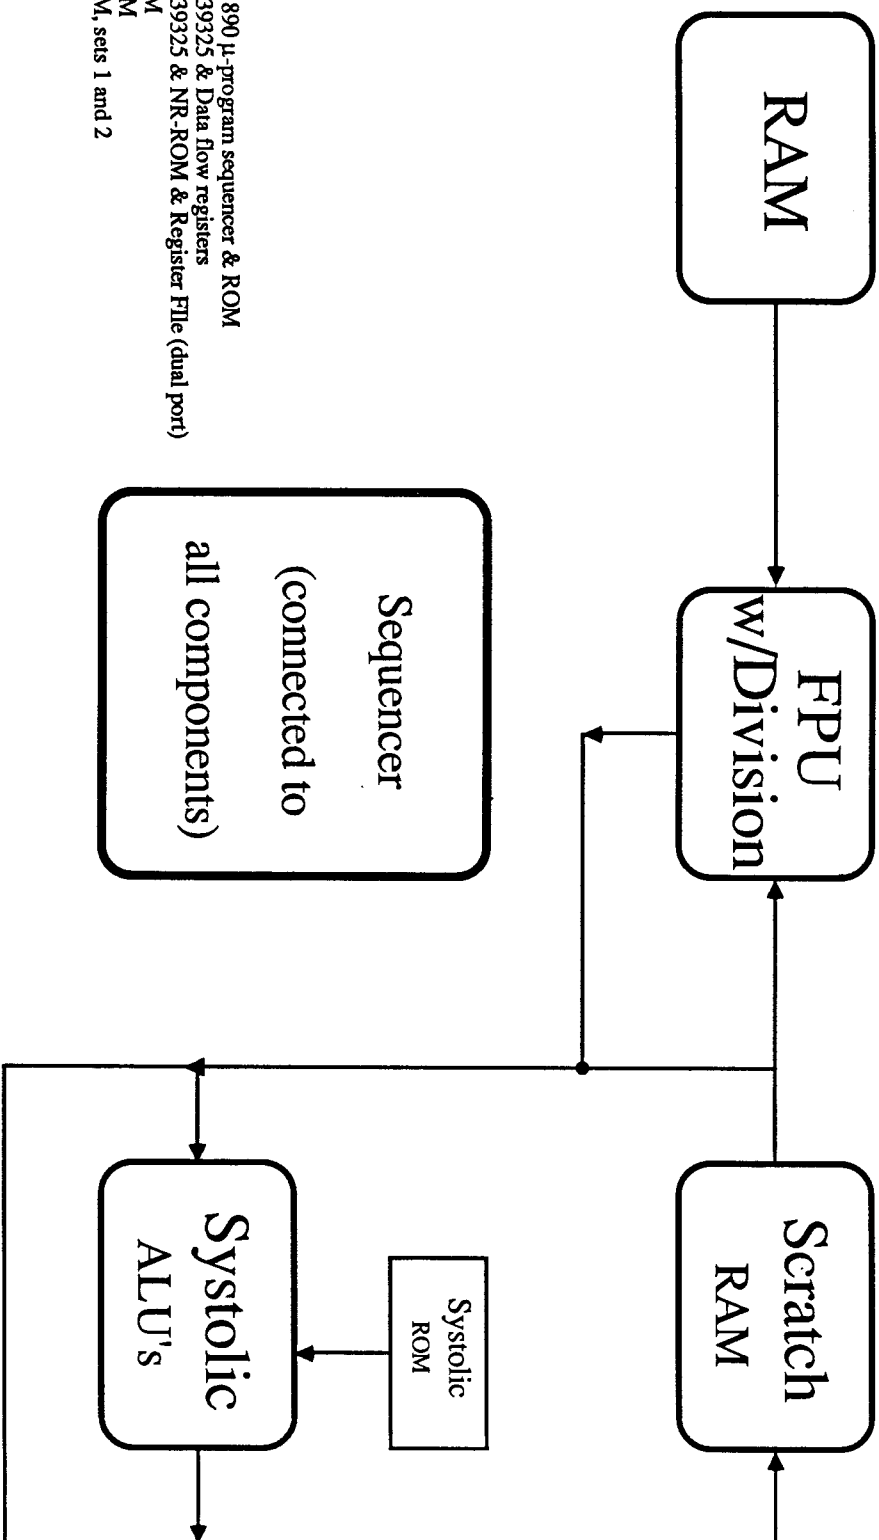 RAM
FPU
w/Division
Scratch
RAM
Sequencer
(connected to
all components)
Systolic
ROM
Systolic
ALU's
890 μ-program sequencer & ROM
39325 & Data flow registers
39325 & NR-ROM & Register FIle (dual port)
M
M
M, sets 1 and 2